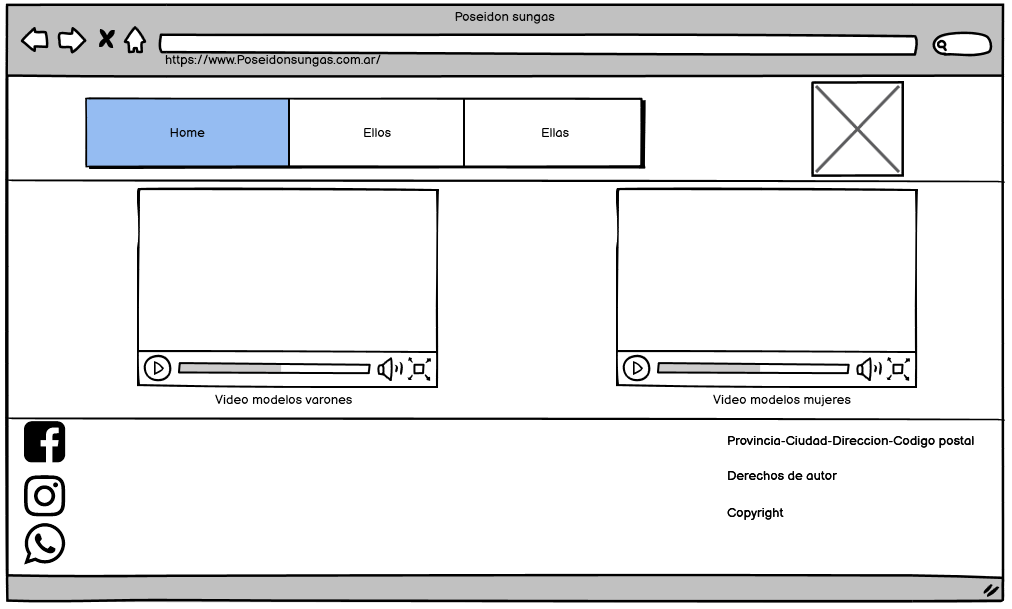 Poseidon sungas
https://www.Poseidonsungas.com.ar/
Home
Ellos
Ellas
Video modelos varones
Video modelos mujeres
Provincia-Ciudad-Direccion-Codigo postal
Derechos de autor
Copyright